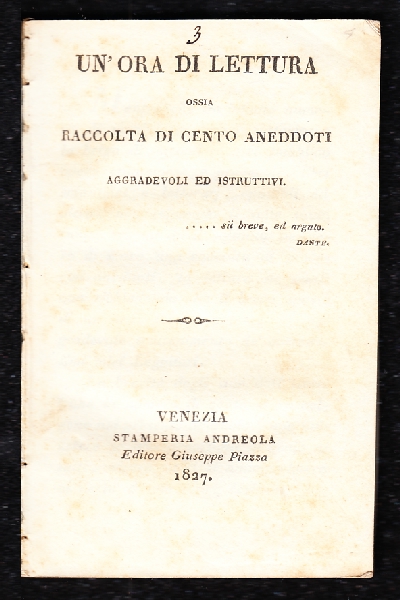 3
UN' ORA DI LETTURA
OSSIA
RACCOLTA DI CENTO ANEDDOTI
AGGRADEVOLI ED ISTRUTTIVI.
. . . . . sii breve, ed arguto.
DANTE.
VENEZIA
STAMPERIA ANDREOLA
Editore Giuseppe Piazza
1827.